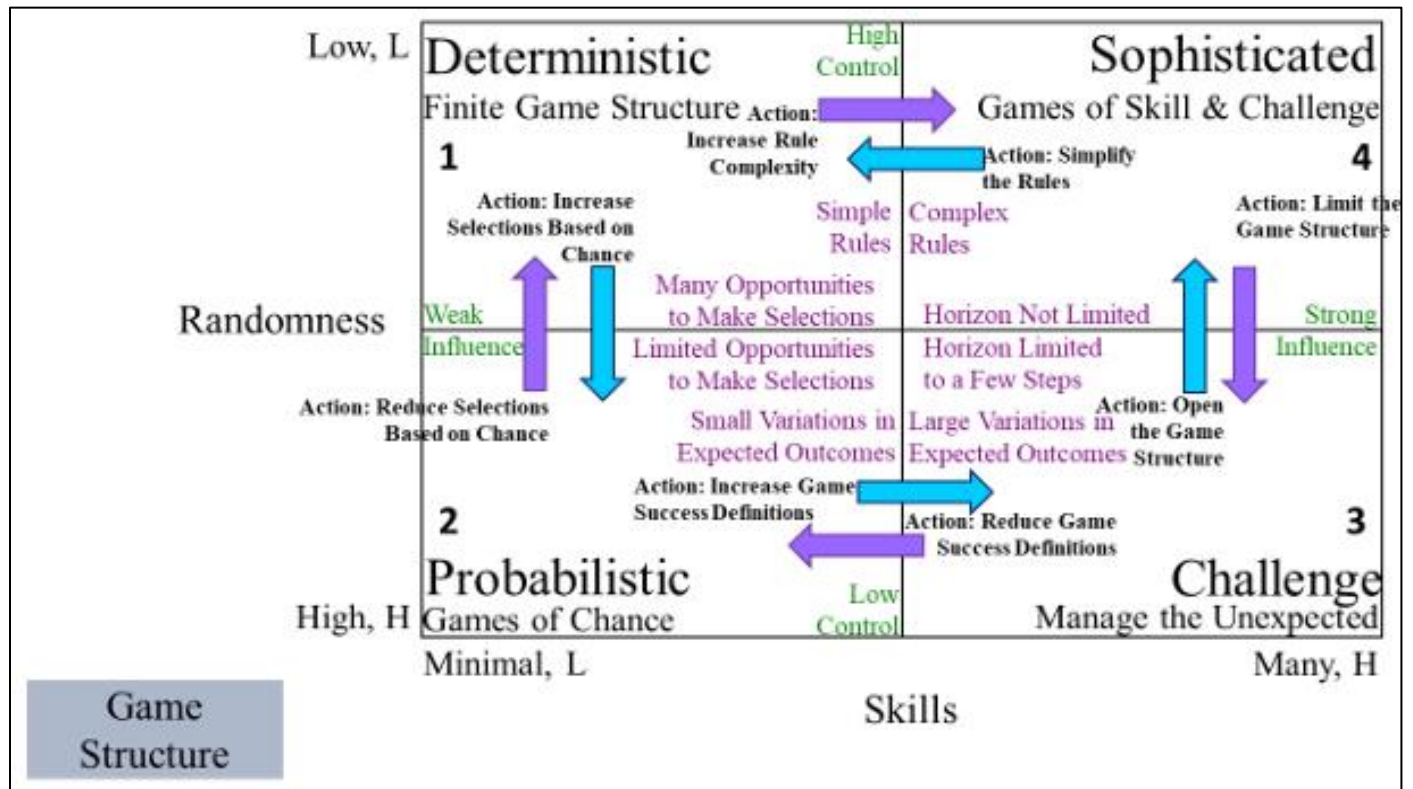 Low, L
Deterministic
High
Control
Sophisticated
Finite Game Structure
Action:
Increase Rule
Complexity
Games of Skill & Challenge
1
Action: Simplify
the Rules
4
Action: Increase
Selections Based on
Chance
Simple
Rules
Complex
Rules
Action: Limit the
Game Structure
Many Opportunities
to Make Selections
Horizon Not Limited
Randomness
Weak
Influence
Strong
Influence
Limited Opportunities
to Make Selections
Horizon Limited
to a Few Steps
Action: Reduce Selections
Based on Chance
Small Variations in
Expected Outcomes
Large Variations in
Expected Outcomes
Action: Open
the Game
Structure
Action: Increase Game
Success Definitions
Action: Reduce Game
Success Definitions
2
3
Probabilistic
Low
Control
Challenge
High, H
Games of Chance
Manage the Unexpected
Minimal, L
Many, H
Skills
Game
Structure